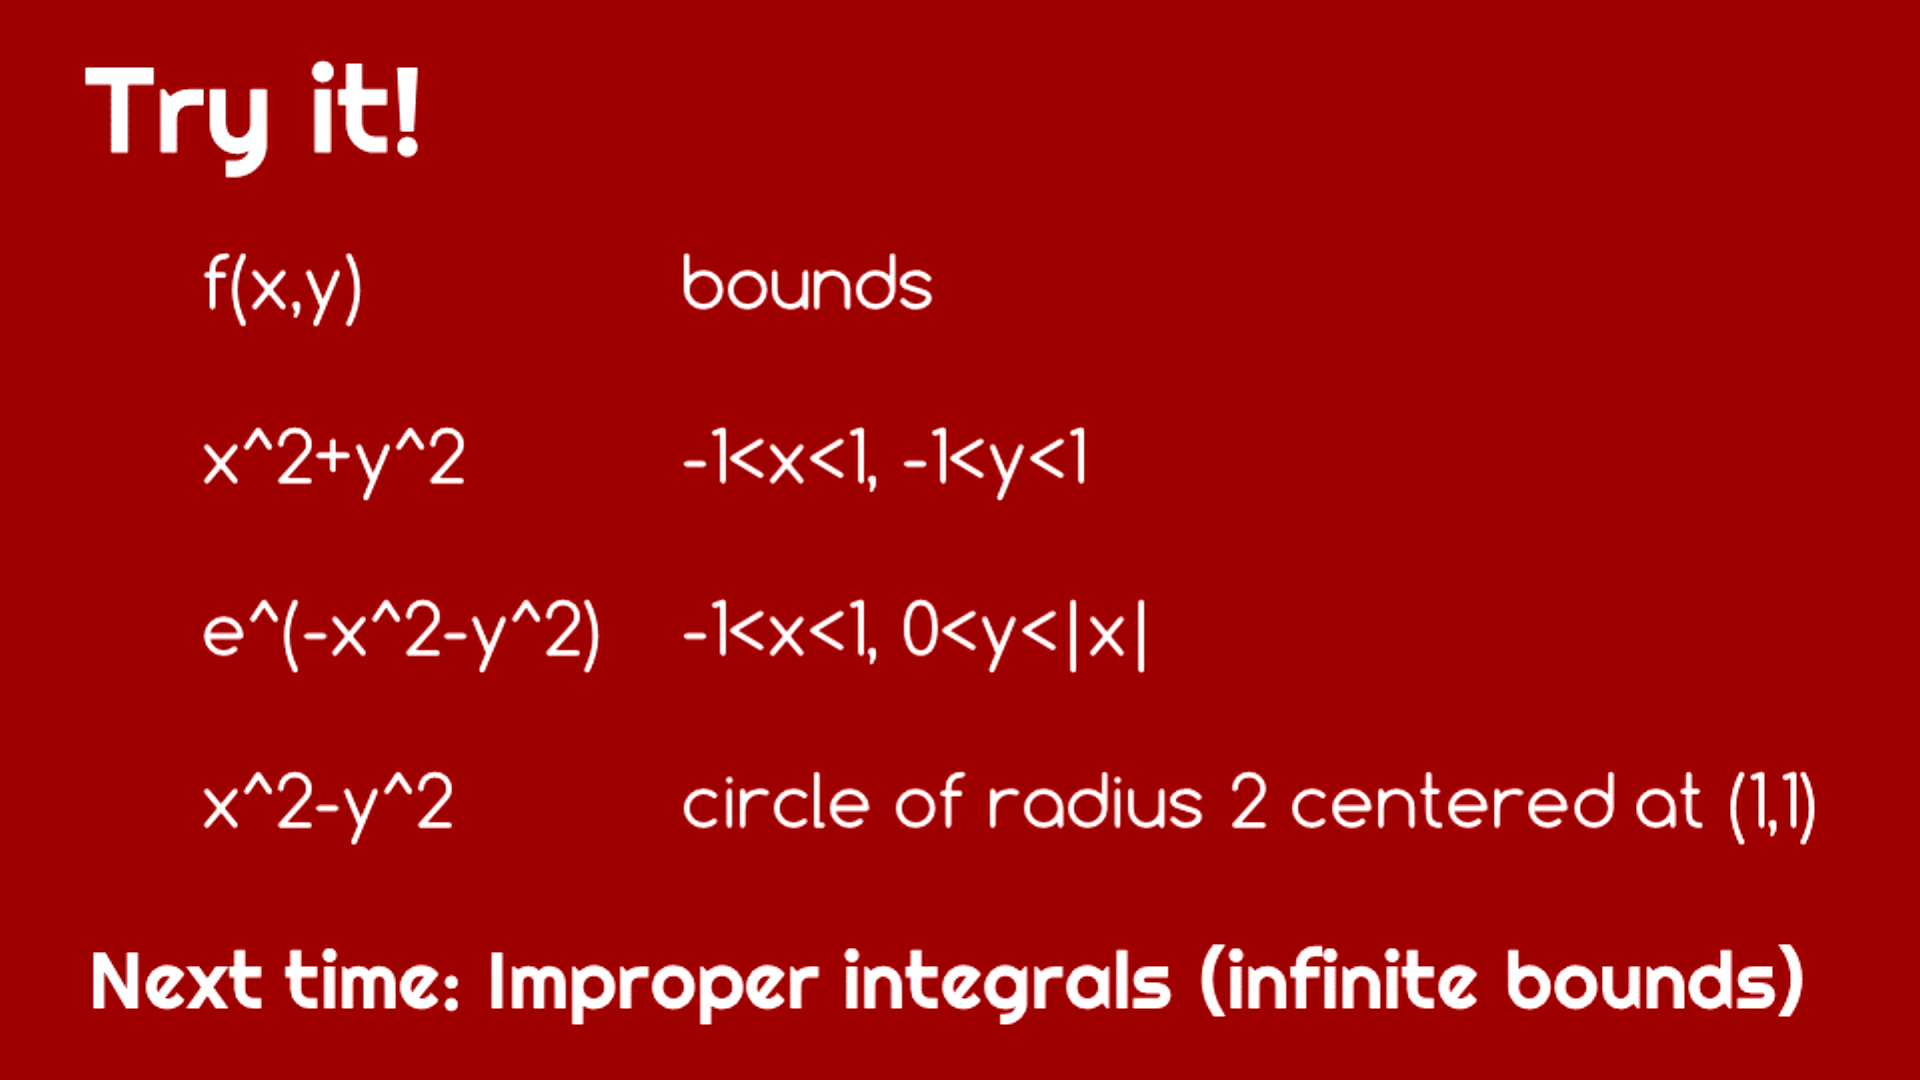 Try it!
f(x,y) bounds
x^2+y^2 -1<x<1, -1<y<1
e^(-x^2-y^2) -1<x<1, 0<y<|x|
x^2-y^2 circle of radius 2 centered at (1,1)
Next time: Improper integrals (infinite bounds)